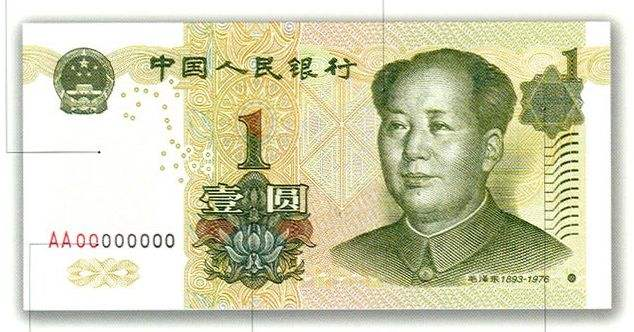 中国人民银行
1
1
壹圆
AA00000000
毛泽东1893-1976